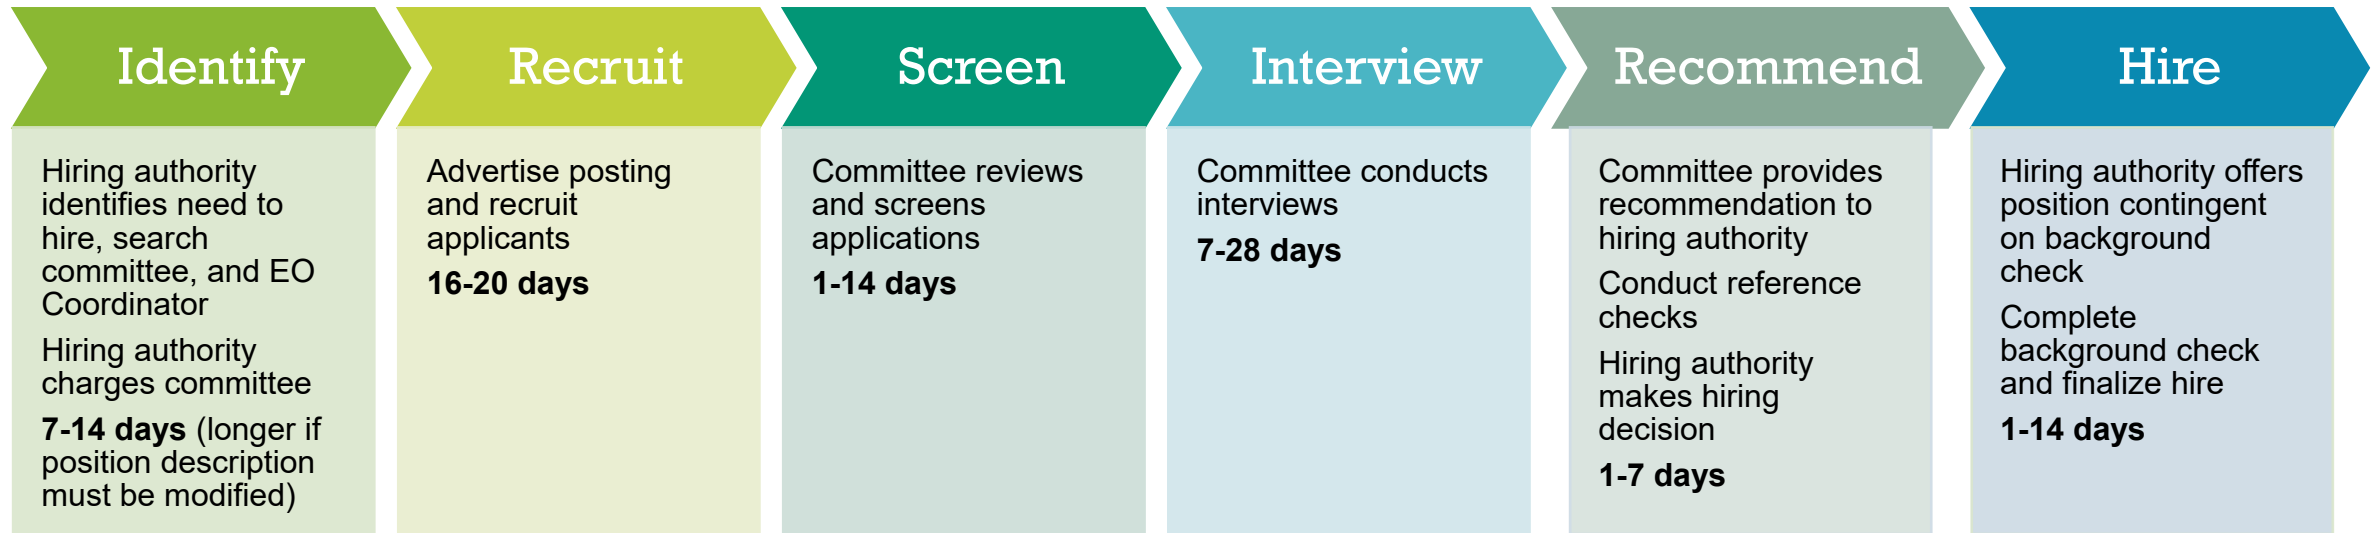 Identify
Hiring authority
identifies need to
hire, search
committee, and EO
Coordinator
Hiring authority
charges committee
7-14 days (longer if
position description
must be modified)
Recruit
Advertise posting
and recruit
applicants
16-20 days
Screen
Committee reviews
and screens
applications
1-14 days
Interview
Committee conducts
interviews
7-28 days
Recommend
Committee provides
recommendation to
hiring authority
Conduct reference
checks
Hiring authority
makes hiring
decision
1-7 days
Hire
Hiring authority offers
position contingent
on background
check
Complete
background check
and finalize hire
1-14 days